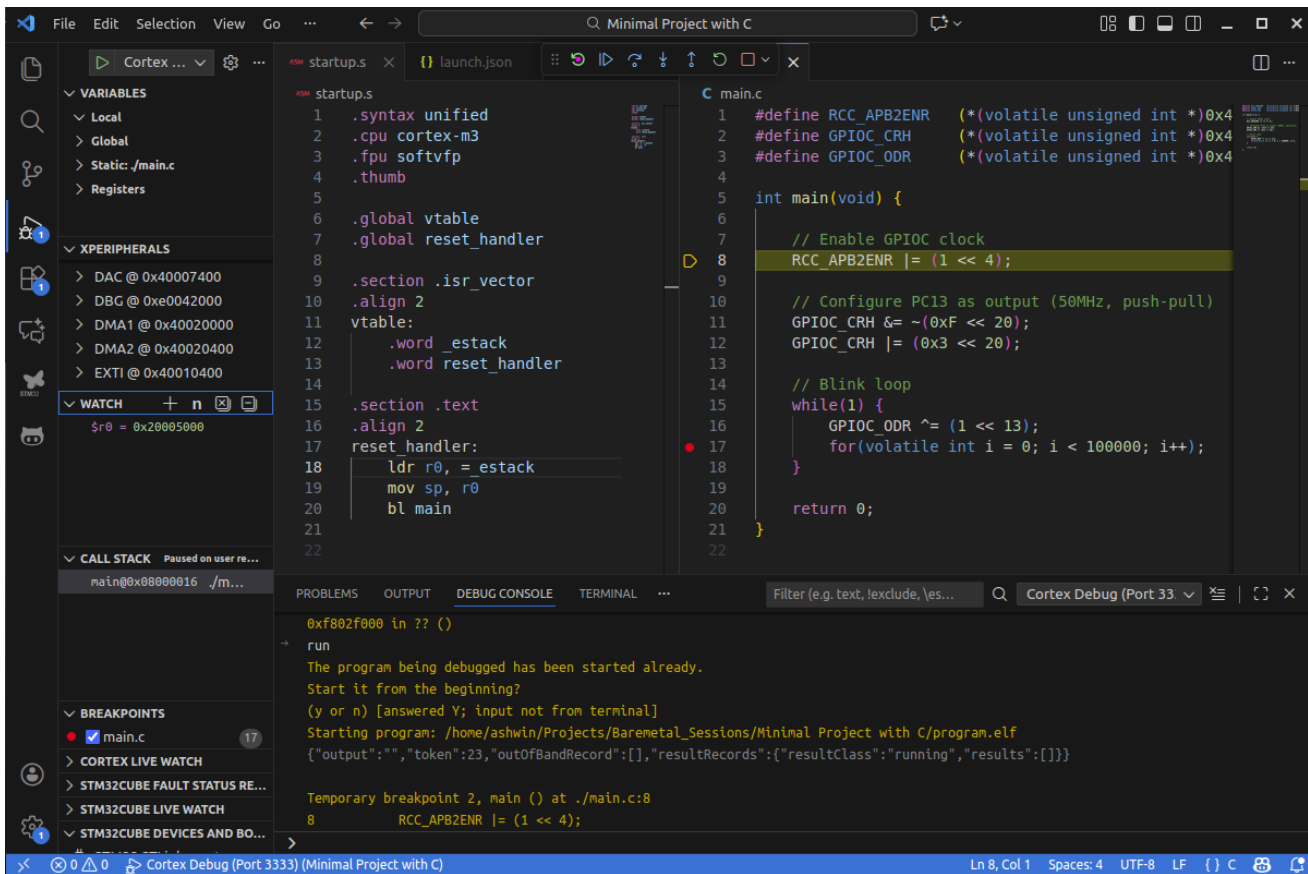 File Edit Selection View Go ··· Minimal Project with C
Cortex ...
VARIABLES
Local
Global
Static: ./main.c
Registers
XPERIPHERALS
DAC @ 0x40007400
DBG @ 0xe0042000
DMA1 @ 0x40020000
DMA2 @ 0x40020400
EXTI @ 0x40010400
WATCH n
$r0 = 0x20005000
CALL STACK Paused on user re...
main@0x08000016 ./m...
BREAKPOINTS
main.c 17
CORTEX LIVE WATCH
STM32CUBE FAULT STATUS RE...
STM32CUBE LIVE WATCH
STM32CUBE DEVICES AND BO...
1
1
STM32
1
ASM startup.s {} launch.json
ASM startup.s
1 .syntax unified
2 .cpu cortex-m3
3 .fpu softvfp
4 .thumb
5
6 .global vtable
7 .global reset_handler
8
9 .section .isr_vector
10 .align 2
11 vtable:
12 .word _estack
13 .word reset_handler
14
15 .section .text
16 .align 2
17 reset_handler:
18 ldr r0, =_estack
19 mov sp, r0
20 bl main
21
22
C main.c
1 #define RCC_APB2ENR (*(volatile unsigned int *)0x4
2 #define GPIOC_CRH (*(volatile unsigned int *)0x4
3 #define GPIOC_ODR (*(volatile unsigned int *)0x4
4
5 int main(void) {
6
7 // Enable GPIOC clock
8 RCC_APB2ENR |= (1 << 4);
9
10 // Configure PC13 as output (50MHz, push-pull)
11 GPIOC_CRH &= ~(0xF << 20);
12 GPIOC_CRH |= (0x3 << 20);
13
14 // Blink loop
15 while(1) {
16 GPIOC_ODR ^= (1 << 13);
17 for(volatile int i = 0; i < 100000; i++);
18 }
19
20 return 0;
21 }
22
PROBLEMS OUTPUT DEBUG CONSOLE TERMINAL ··· Filter (e.g. text, !exclude, \es... Cortex Debug (Port 33
0xf802f000 in ?? ()
run
The program being debugged has been started already.
Start it from the beginning?
(y or n) [answered Y; input not from terminal]
Starting program: /home/ashwin/Projects/Baremetal_Sessions/Minimal Project with C/program.elf
{"output":"","token":23,"outOfBandRecord":[],"resultRecords":{"resultClass":"running","results":[]}}
Temporary breakpoint 2, main () at ./main.c:8
8 RCC_APB2ENR |= (1 << 4);
>
0 0 Cortex Debug (Port 3333) (Minimal Project with C) Ln 8, Col 1 Spaces: 4 UTF-8 LF {} C